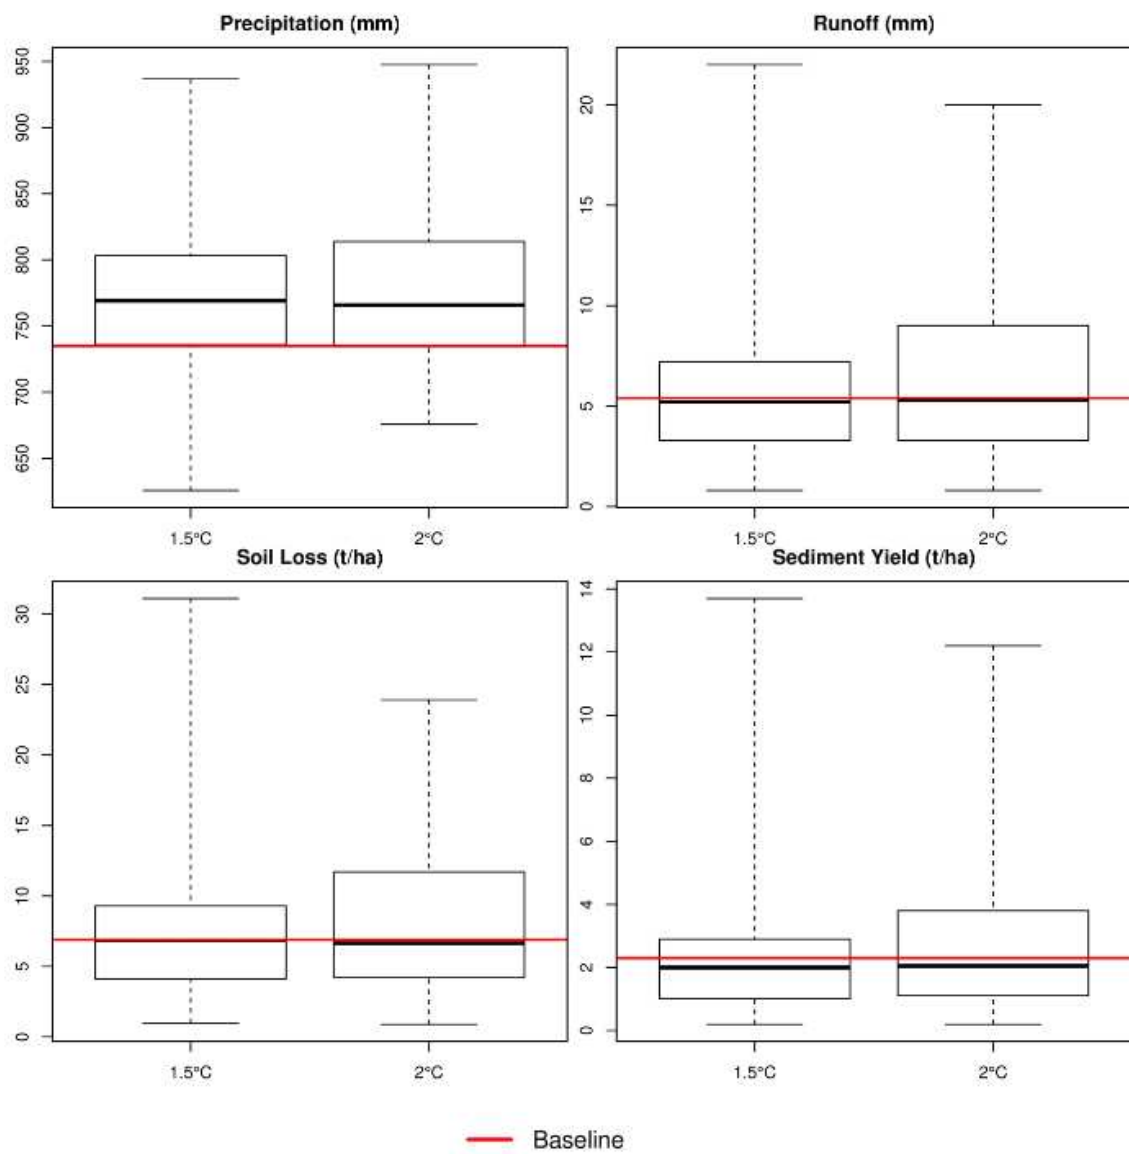 Precipitation (mm)
950
900
850
800
750
700
650
1.5°C
2°C
Runoff (mm)
20
15
10
5
0
1.5°C
2°C
Soil Loss (t/ha)
30
25
20
15
10
5
0
1.5°C
2°C
Sediment Yield (t/ha)
14
12
10
8
6
4
2
0
1.5°C
2°C
Baseline